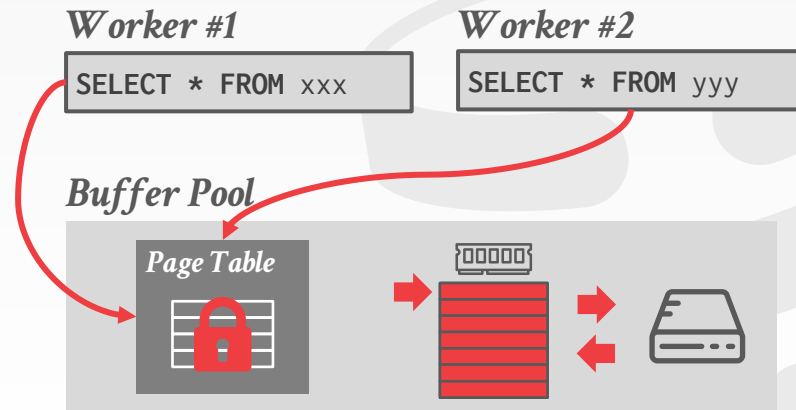 Worker #1
Worker #2
SELECT * FROM xxx
SELECT * FROM yyy
Buffer Pool
Page Table